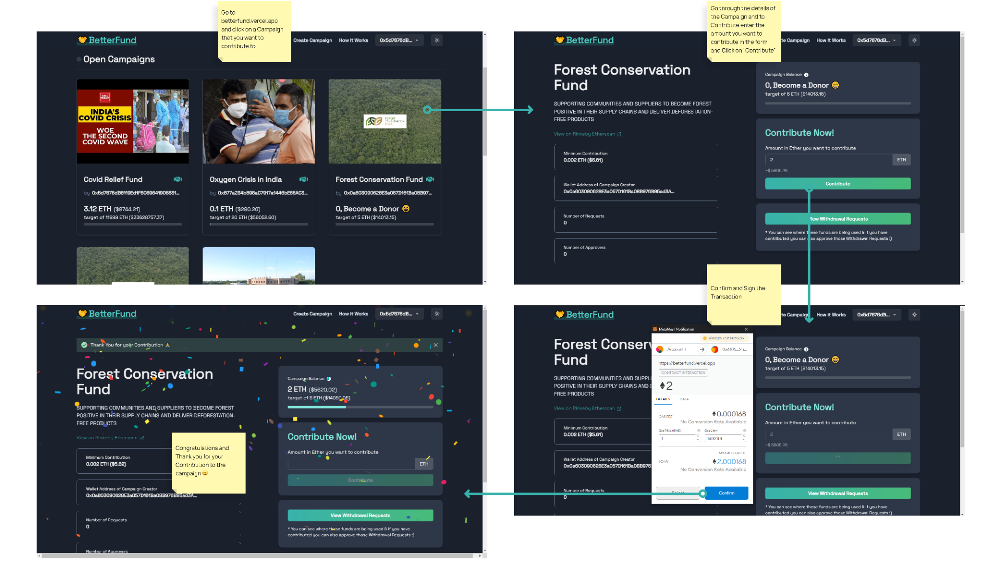 Go to
betterfund.vercel.app
and click on a Campaign
that you want to
contribute to
BetterFund
Create Campaign
How it Works
0x5d7676dB...
Open Campaigns
INDIA TODAY
INDIA'S
COVID CRISIS
WOE
THE SECOND
COVID WAVE
FOREST
CONSERVATION
FUND
Covid Relief Fund
by 0x5d7676dB6119Ed1F6C69641905831...
3.12 ETH ($8744.21)
target of 11999 ETH ($33628757.37)
Oxygen Crisis in India
by 0x877a234b895aC7917a1446bE65AC3...
0.1 ETH ($280.26)
target of 20 ETH ($56052.60)
Forest Conservation Fund
by 0x0a603090628E3a057D161Ba08B97...
0, Become a Donor 😄
target of 5 ETH ($14013.15)
Go through the details of
the Campaign and to
Contribute enter the
amount you want to
contribute in the form
and Click on "Contribute"
BetterFund
te Campaign
How it Works
0x5d7676dB...
Forest Conservation
Fund
SUPPORTING COMMUNITIES AND SUPPLIERS TO BECOME FOREST
POSITIVE IN THEIR SUPPLY CHAINS AND DELIVER DEFORESTATION-
FREE PRODUCTS
View on Rinkeby Etherscan
Minimum Contribution
0.002 ETH ($5.61)
Wallet Address of Campaign Creator
0x0a603090628E3a057D161Ba08B976B95ad3A...
Number of Requests
0
Number of Approvers
0
Campaign Balance
0, Become a Donor 😄
target of 5 ETH ($14013.15)
Contribute Now!
Amount in Ether you want to contribute
2
ETH
~$ 5605.26
Contribute
View Withdrawal Requests
* You can see where these funds are being used & if you have
contributed you can also approve those Withdrawal Requests :)
Confirm and Sign the
Transaction
BetterFund
te Campaign
How it Works
0x5d7676dB...
Forest Conserv
Fund
SUPPORTING COMMUNITIES AND SUPPL
POSITIVE IN THEIR SUPPLY CHAINS AND
FREE PRODUCTS
View on Rinkeby Etherscan
Minimum Contribution
0.002 ETH ($5.61)
Wallet Address of Campaign Creator
0x0a603090628E3a057D161Ba08B976
Number of Requests
0
MetaMask Notification
Rinkeby Test Network
Account 1
https://betterfund.vercel.app
CONTRACT INTERACTION
2
DETAILS
DATA
GAS FEE
0.000168
No Conversion Rate Available
Gas Price (GWEI)
Gas Limit
1
168283
AMOUNT + GAS FEE
TOTAL
2.000168
No Conversion Rate Available
Reject
Confirm
Campaign Balance
0, Become a Donor 😄
target of 5 ETH ($14013.15)
Contribute Now!
Amount in Ether you want to contribute
2
ETH
~$ 5605.26
View Withdrawal Requests
* You can see where these funds are being used & if you have
contributed you can also approve those Withdrawal Requests :)
BetterFund
Create Campaign
How it Works
0x5d7676dB...
Thank You for your Contribution 🙏
Forest Conservation
Fund
SUPPORTING COMMUNITIES AND SUPPLIERS TO BECOME FOREST
POSITIVE IN THEIR SUPPLY CHAINS AND DELIVER DEFORESTATION-
FREE PRODUCTS
View on Rinkeby Etherscan
Minimum Contribution
0.002 ETH ($5.62)
Wallet Address of Campaign Creator
0x0a603090628E3a057D161Ba08B976B95ad3A...
Number of Requests
0
Number of Approvers
Congratulations and
Thank you for your
Contribution to the
campaign 😄
Campaign Balance
2 ETH ($5620.02)
target of 5 ETH ($14050.05)
Contribute Now!
Amount in Ether you want to contribute
ETH
Contribute
View Withdrawal Requests
* You can see where these funds are being used & if you have
contributed you can also approve those Withdrawal Requests :)